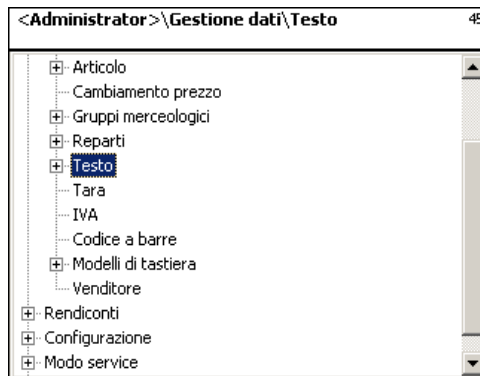 <Administrator>\Gestione dati\Testo 45
Articolo
Cambiamento prezzo
Gruppi merceologici
Reparti
Testo
Tara
IVA
Codice a barre
Modelli di tastiera
Venditore
Rendiconti
Configurazione
Modo service